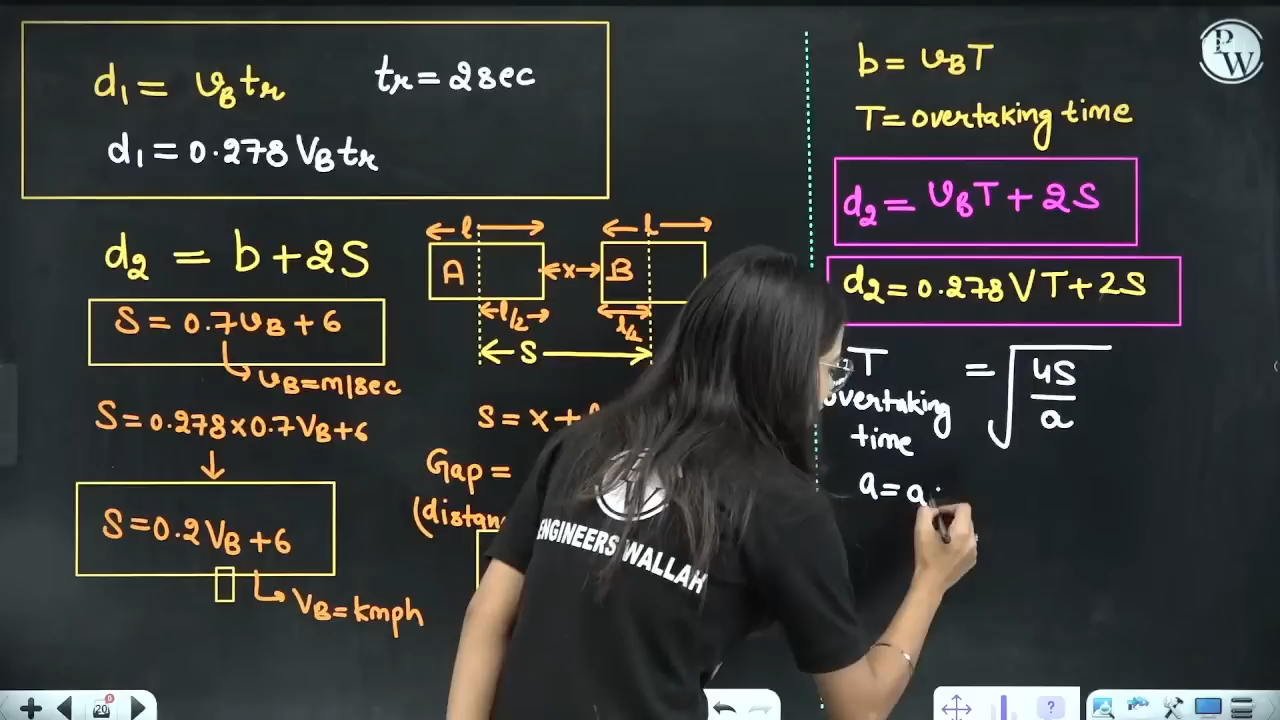 d₁ = v_B t_r    t_r = 2 sec
d₁ = 0.278 V_B t_r
d₂ = b + 2S
S = 0.7 v_B + 6
v_B = m/sec
S = 0.278 × 0.7 V_B + 6
S = 0.2 V_B + 6
V_B = kmph
l
l
A
x
B
l/2
l/2
S
S = x +
Gap =
(distan
b = v_B T
T = overtaking time
d₂ = v_B T + 2S
d₂ = 0.278 V T + 2S
T = √(4S/a)
overtaking
time
a = a
PW
ENGINEERS WALLAH
20